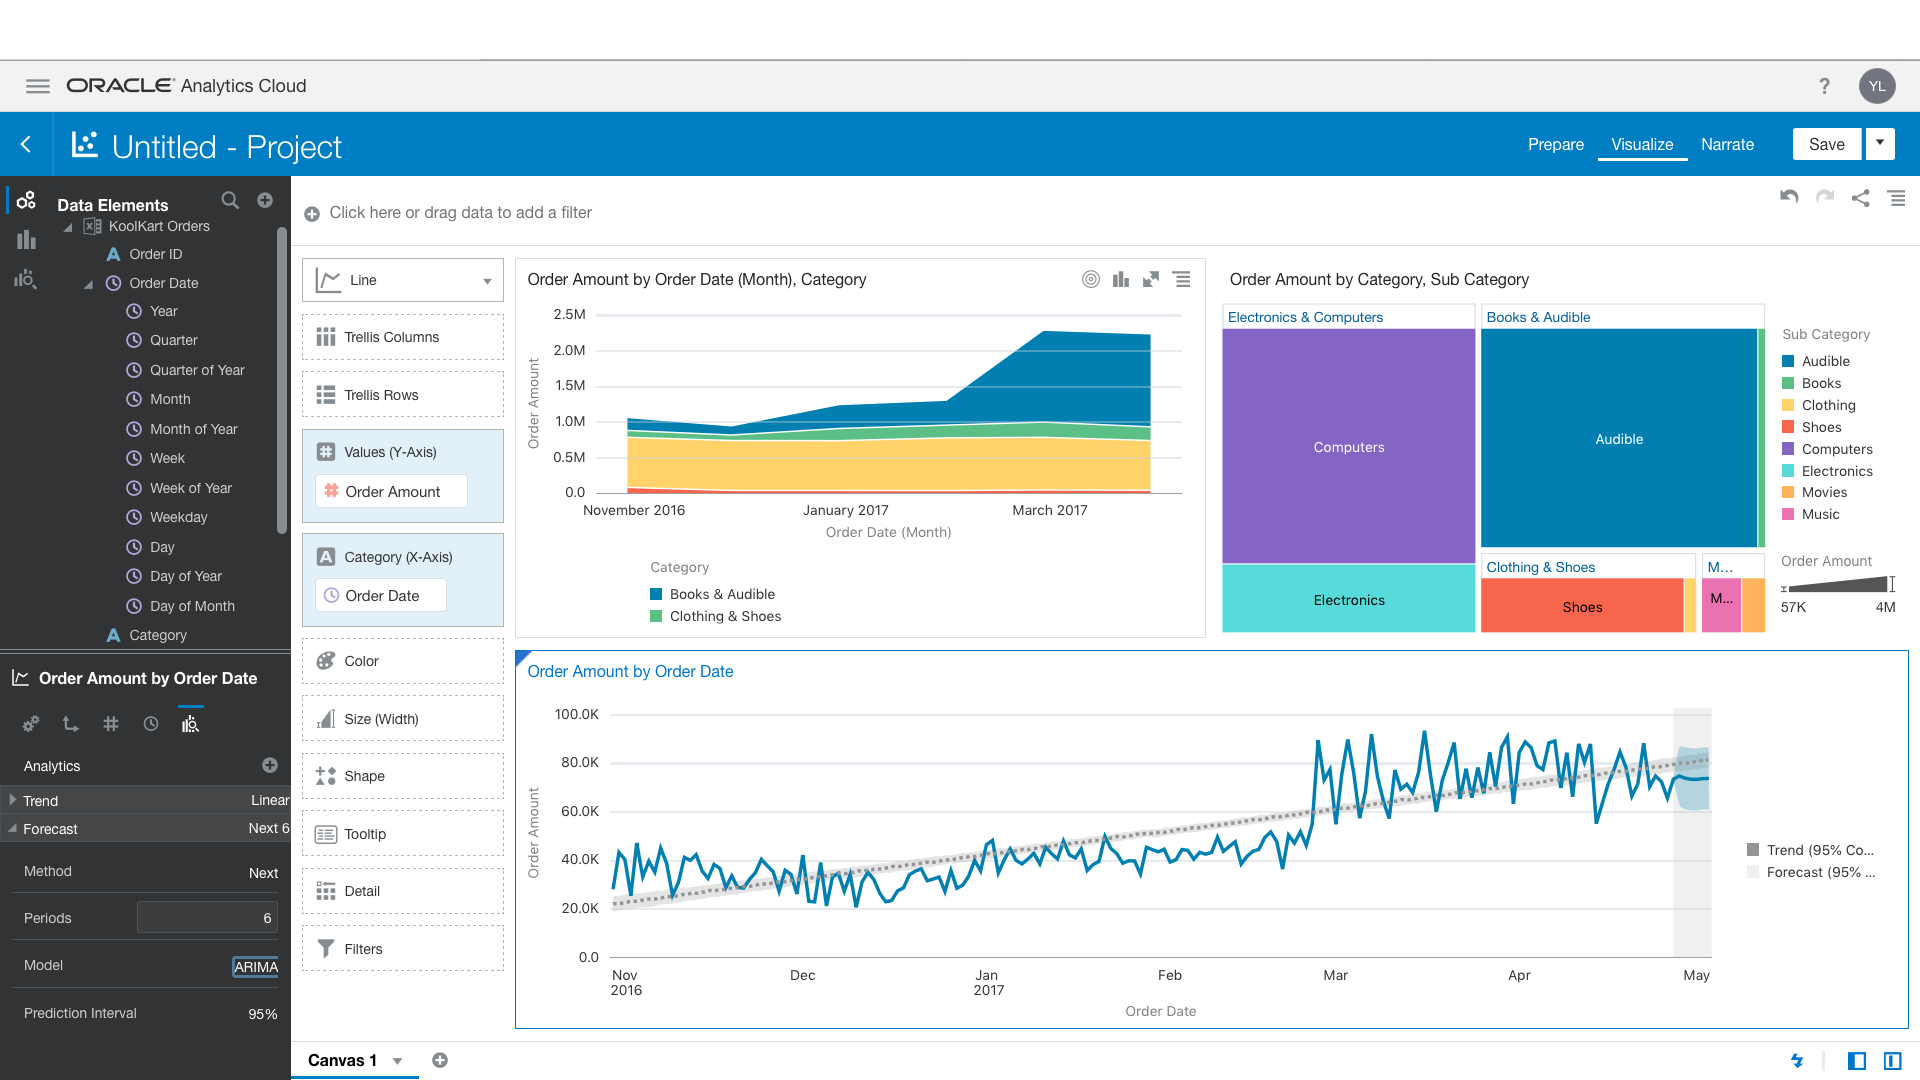 ORACLE Analytics Cloud
?
YL
Untitled - Project
Prepare
Visualize
Narrate
Save
Data Elements
KoolKart Orders
A Order ID
Order Date
Year
Quarter
Quarter of Year
Month
Month of Year
Week
Week of Year
Weekday
Day
Day of Year
Day of Month
A Category
Order Amount by Order Date
Analytics
Trend Linear
Forecast Next 6
Method Next
Periods 6
Model ARIMA
Prediction Interval 95%
Click here or drag data to add a filter
Line
Trellis Columns
Trellis Rows
# Values (Y-Axis)
# Order Amount
A Category (X-Axis)
Order Date
Color
Size (Width)
Shape
Tooltip
Detail
Filters
Order Amount by Order Date (Month), Category
Order Amount
2.5M
2.0M
1.5M
1.0M
0.5M
0.0
November 2016 January 2017 March 2017
Order Date (Month)
Category
Books & Audible
Clothing & Shoes
Order Amount by Category, Sub Category
Electronics & Computers
Computers
Electronics
Books & Audible
Audible
Clothing & Shoes
Shoes
M...
M...
Sub Category
Audible
Books
Clothing
Shoes
Computers
Electronics
Movies
Music
Order Amount
57K 4M
Order Amount by Order Date
Order Amount
100.0K
80.0K
60.0K
40.0K
20.0K
0.0
Nov Dec Jan Feb Mar Apr May
2016 2017
Order Date
Trend (95% Co...
Forecast (95% ...
Canvas 1